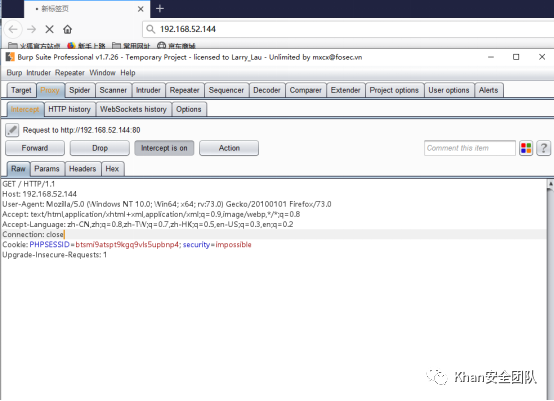 新标签页
192.168.52.144
火狐官方站点 新手上路 常用网址 京东商城
Burp Suite Professional v1.7.26 - Temporary Project - licensed to Larry_Lau - Unlimited by mxcx@fosec.vn
Burp Intruder Repeater Window Help
Target Proxy Spider Scanner Intruder Repeater Sequencer Decoder Comparer Extender Project options User options Alerts
Intercept HTTP history WebSockets history Options
Request to http://192.168.52.144:80
Forward Drop Intercept is on Action Comment this item
Raw Params Headers Hex
GET / HTTP/1.1
Host: 192.168.52.144
User-Agent: Mozilla/5.0 (Windows NT 10.0; Win64; x64; rv:73.0) Gecko/20100101 Firefox/73.0
Accept: text/html,application/xhtml+xml,application/xml;q=0.9,image/webp,*/*;q=0.8
Accept-Language: zh-CN,zh;q=0.8,zh-TW;q=0.7,zh-HK;q=0.5,en-US;q=0.3,en;q=0.2
Connection: close
Cookie: PHPSESSID=btsmi9atspt9kgq9vls5upbnp4; security=impossible
Upgrade-Insecure-Requests: 1
Khan安全团队